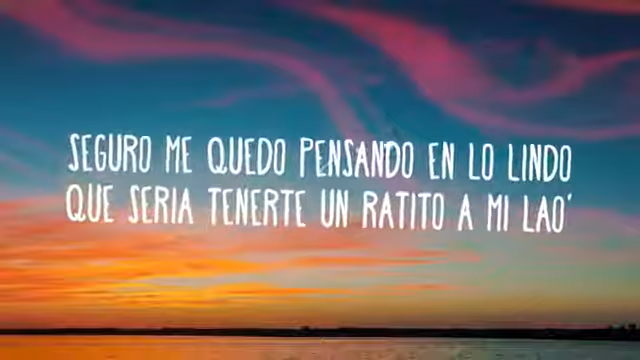 SEGURO ME QUEDO PENSANDO EN LO LINDO
QUE SERIA TENERTE UN RATITO A MI LAO'